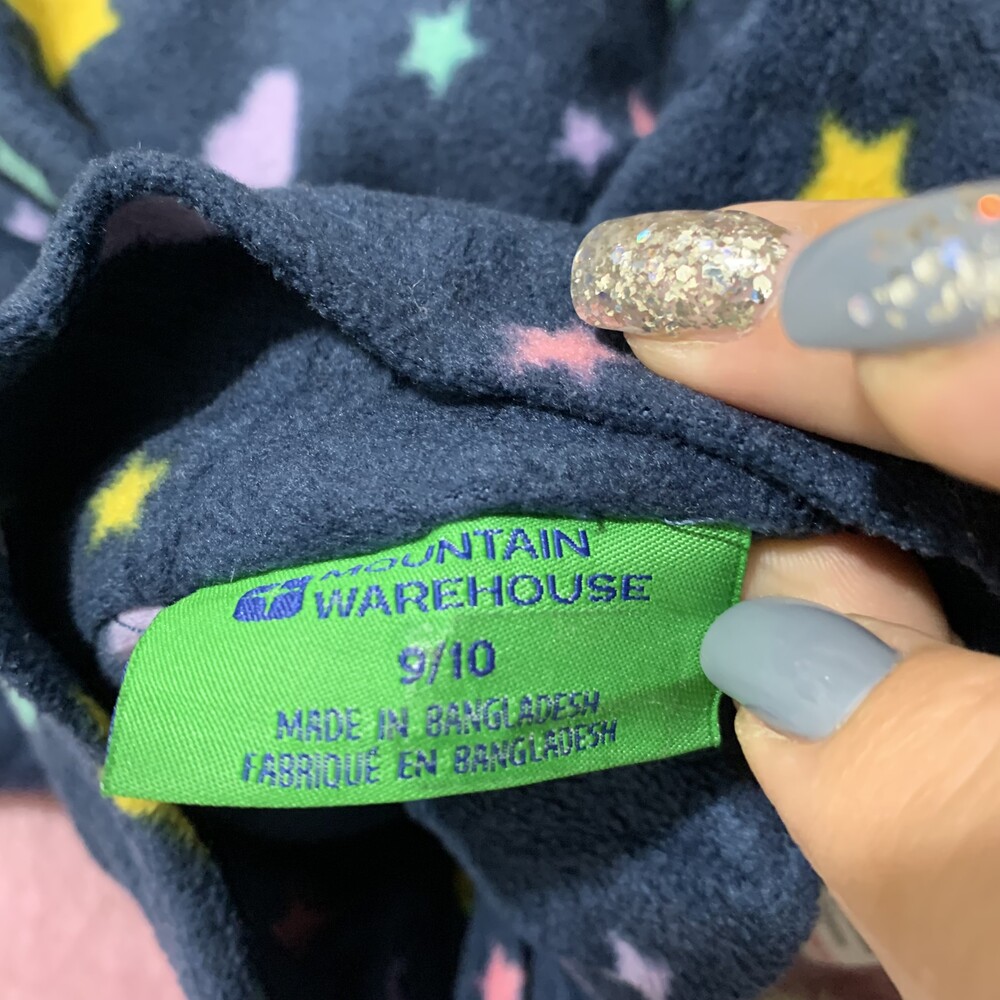 MOUNTAIN
WAREHOUSE
9/10
MADE IN BANGLADESH
FABRIQUÉ EN BANGLADESH